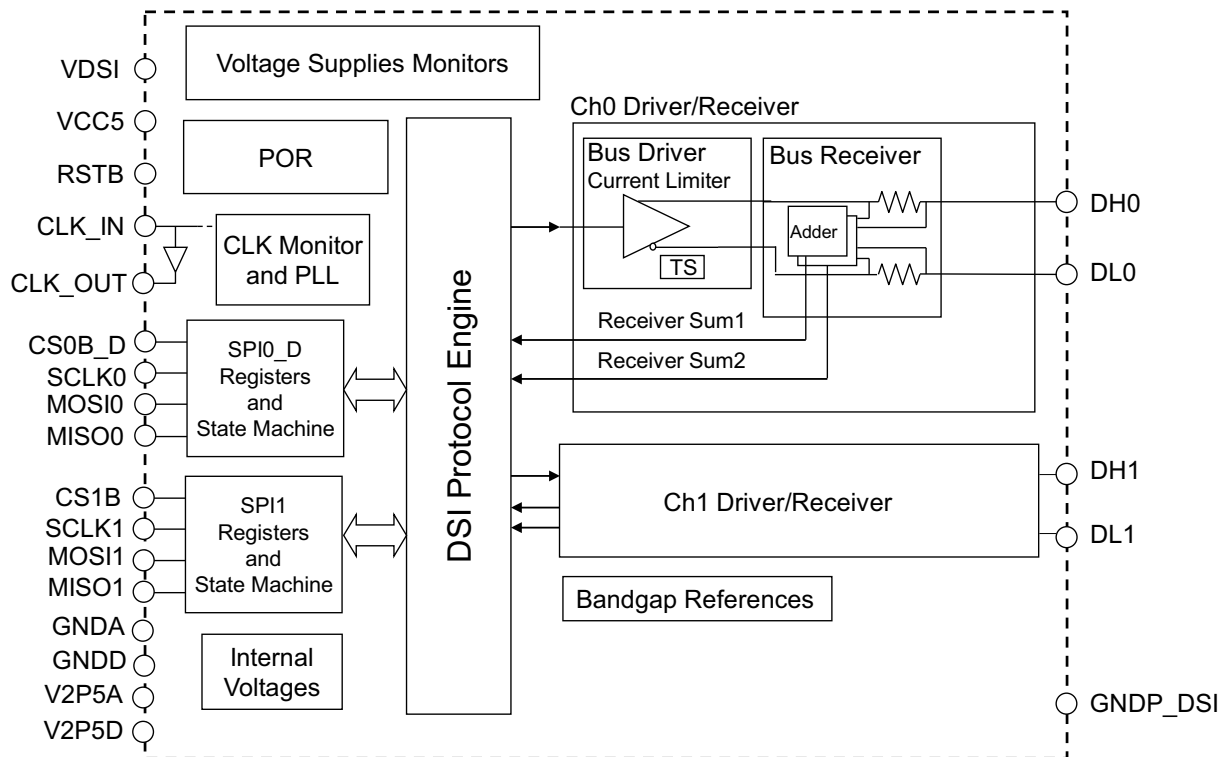 VDSI
VCC5
RSTB
CLK_IN
CLK_OUT
CS0B_D
SCLK0
MOSI0
MISO0
CS1B
SCLK1
MOSI1
MISO1
GNDA
GNDD
V2P5A
V2P5D
Voltage Supplies Monitors
POR
CLK Monitor
and PLL
SPI0_D
Registers
and
State Machine
SPI1
Registers
and
State Machine
Internal
Voltages
DSI Protocol Engine
Ch0 Driver/Receiver
Bus Driver
Current Limiter
TS
Bus Receiver
Adder
Receiver Sum1
Receiver Sum2
Ch1 Driver/Receiver
Bandgap References
DH0
DL0
DH1
DL1
GNDP_DSI